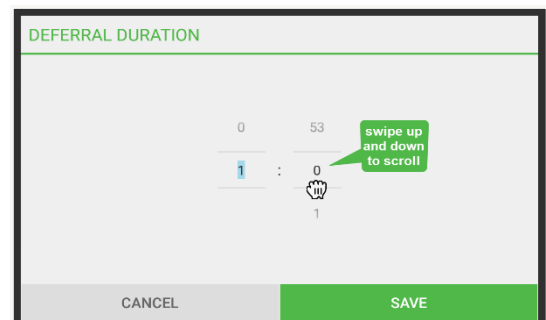 DEFERRAL DURATION
0 53
1 : 0
1
swipe up
and down
to scroll
CANCEL SAVE